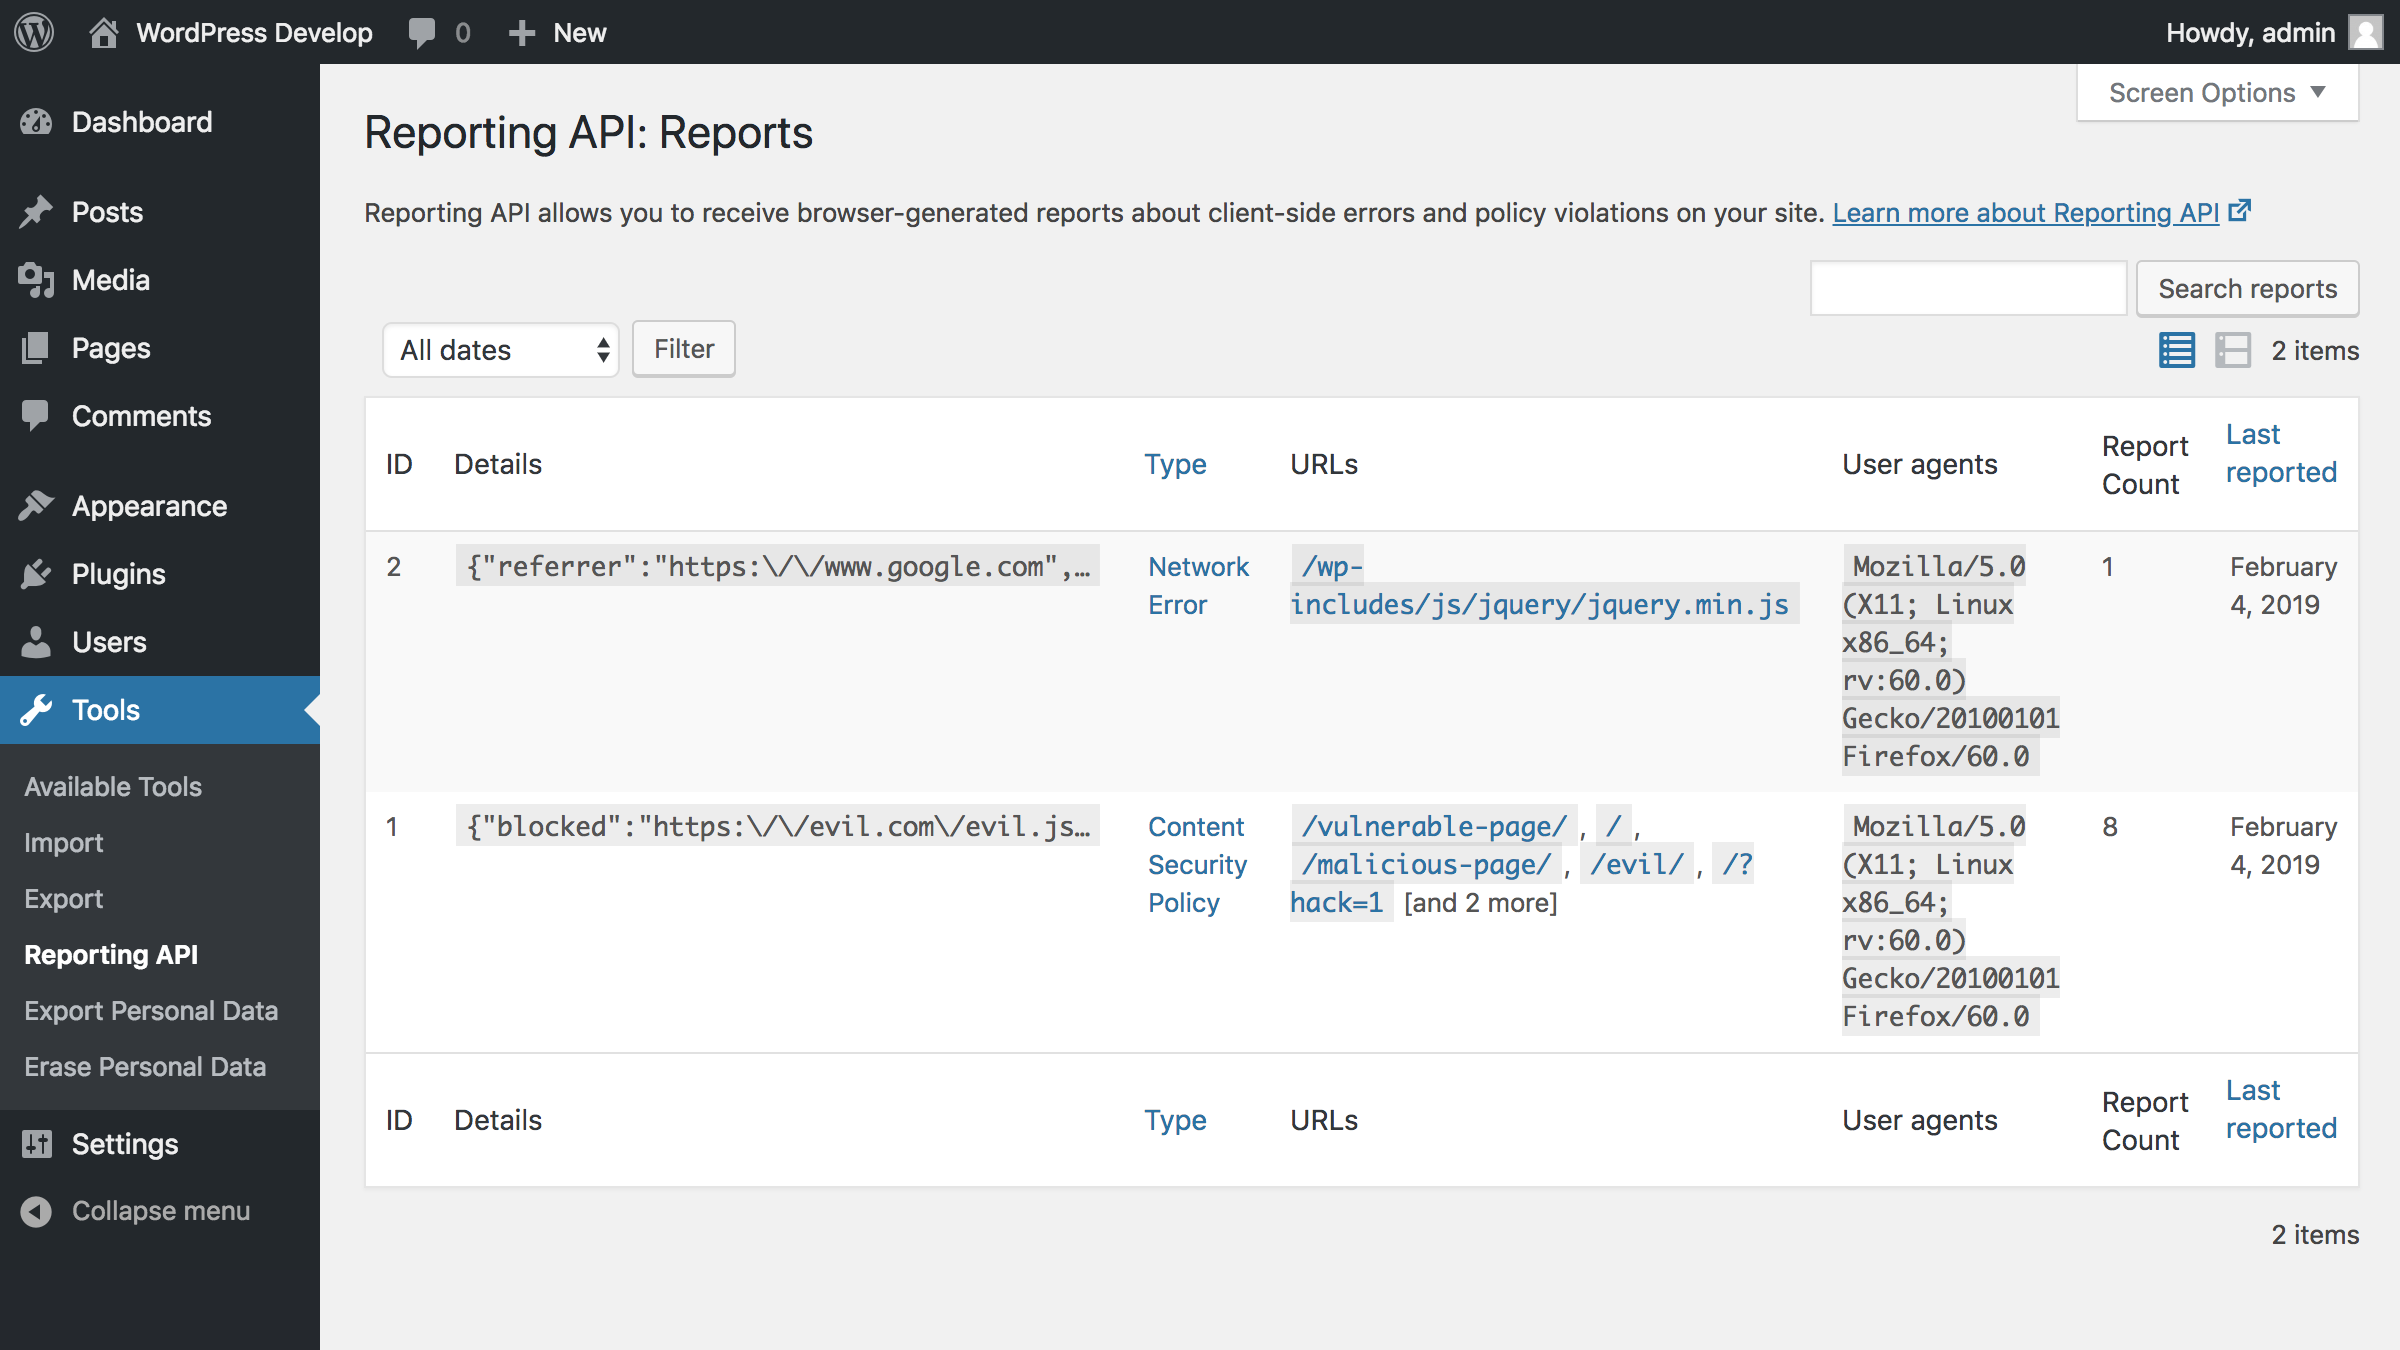 WordPress Develop 0 New Howdy, admin
Screen Options
Dashboard
Posts
Media
Pages
Comments
Appearance
Plugins
Users
Tools
Available Tools
Import
Export
Reporting API
Export Personal Data
Erase Personal Data
Settings
Collapse menu
Reporting API: Reports
Reporting API allows you to receive browser-generated reports about client-side errors and policy violations on your site. Learn more about Reporting API
Search reports
All dates Filter 2 items
ID Details Type URLs User agents Report Count Last reported
2 {"referrer":"https:\/\/www.google.com",…
Network
Error
/wp-
includes/js/jquery/jquery.min.js
Mozilla/5.0
(X11; Linux
x86_64;
rv:60.0)
Gecko/20100101
Firefox/60.0
1
February
4, 2019
1 {"blocked":"https:\/\/evil.com\/evil.js…
Content
Security
Policy
/vulnerable-page/ , / ,
/malicious-page/ , /evil/ , /?
hack=1 [and 2 more]
Mozilla/5.0
(X11; Linux
x86_64;
rv:60.0)
Gecko/20100101
Firefox/60.0
8
February
4, 2019
ID Details Type URLs User agents Report Count Last reported
2 items